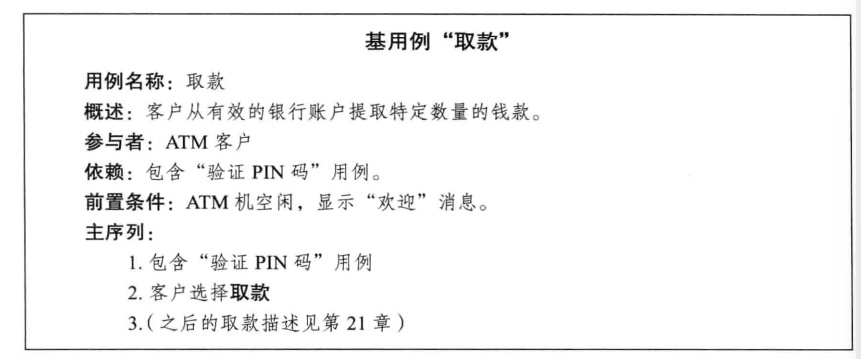 基用例“取款”
用例名称：取款
概述：客户从有效的银行账户提取特定数量的钱款。
参与者：ATM 客户
依赖：包含“验证 PIN 码”用例。
前置条件：ATM 机空闲，显示“欢迎”消息。
主序列：
1. 包含“验证 PIN 码”用例
2. 客户选择取款
3.（之后的取款描述见第 21 章）